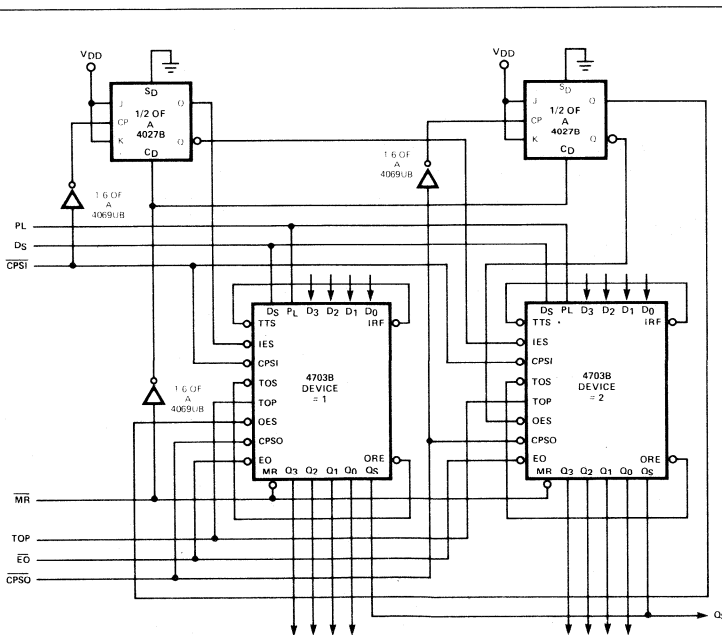 VDD
SD
J Q
1/2 OF
CP A
4027B
K Q
CD
VDD
SD
J Q
1/2 OF
CP A
4027B
K Q
CD
1 6 OF
A
4069UB
1 6 OF
A
4069UB
PL
DS
CPSI
DS PL D3 D2 D1 D0
TTS IRF
IES
CPSI
TOS
4703B
DEVICE
= 1
TOP
OES
CPSO
EO ORE
MR Q3 Q2 Q1 Q0 QS
DS PL D3 D2 D1 D0
TTS IRF
IES
CPSI
TOS
4703B
DEVICE
= 2
TOP
OES
CPSO
EO ORE
MR Q3 Q2 Q1 Q0 QS
1 6 OF
A
4069UB
MR
TOP
EO
CPSO